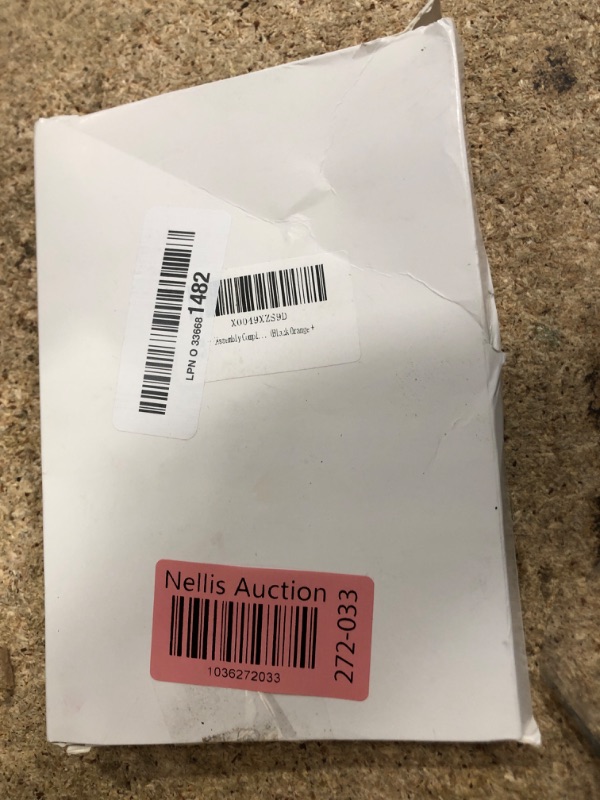 LPN O 33668 1482
X0049XZS9D
Assembly Compl... (Black Orange +
Nellis Auction
1036272033
272-033